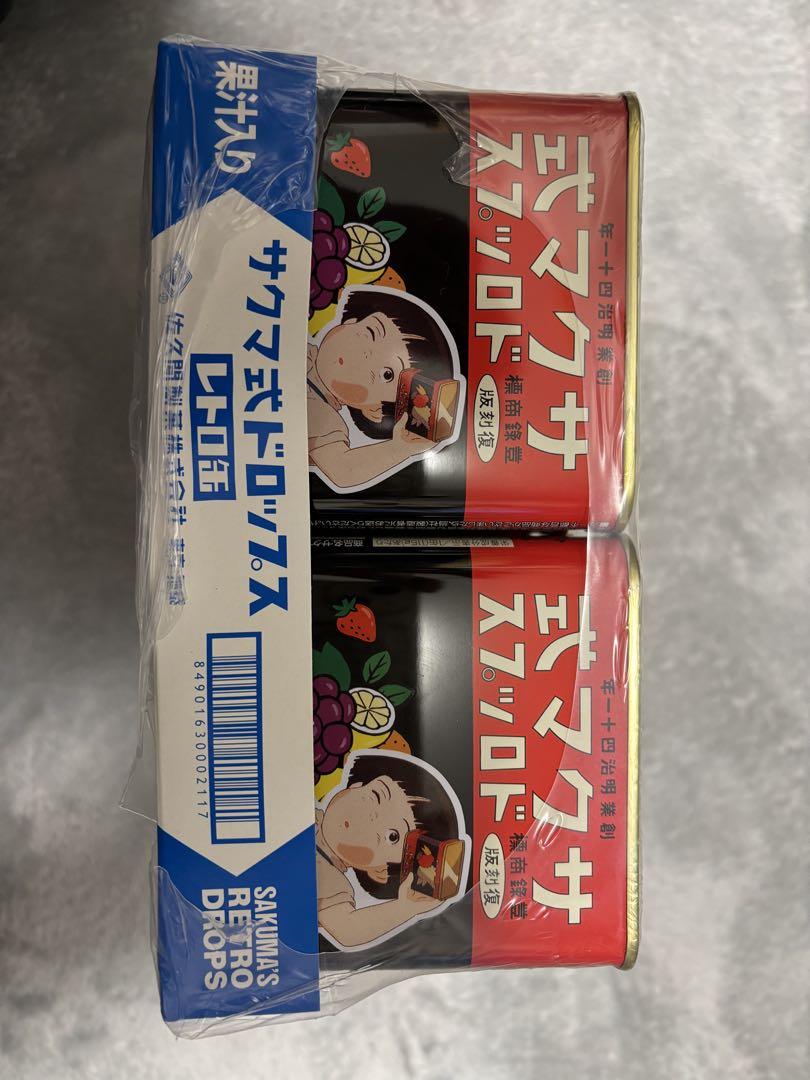 果汁入り
サクマ式ドロップス
レトロ缶
佐久間製菓株式会社
84901630002117
SAKUMA'S
RETRO
DROPS
創業明治四十一年
サクマ式
ドロップス
登錄商標
復刻版
創業明治四十一年
サクマ式
ドロップス
登錄商標
復刻版